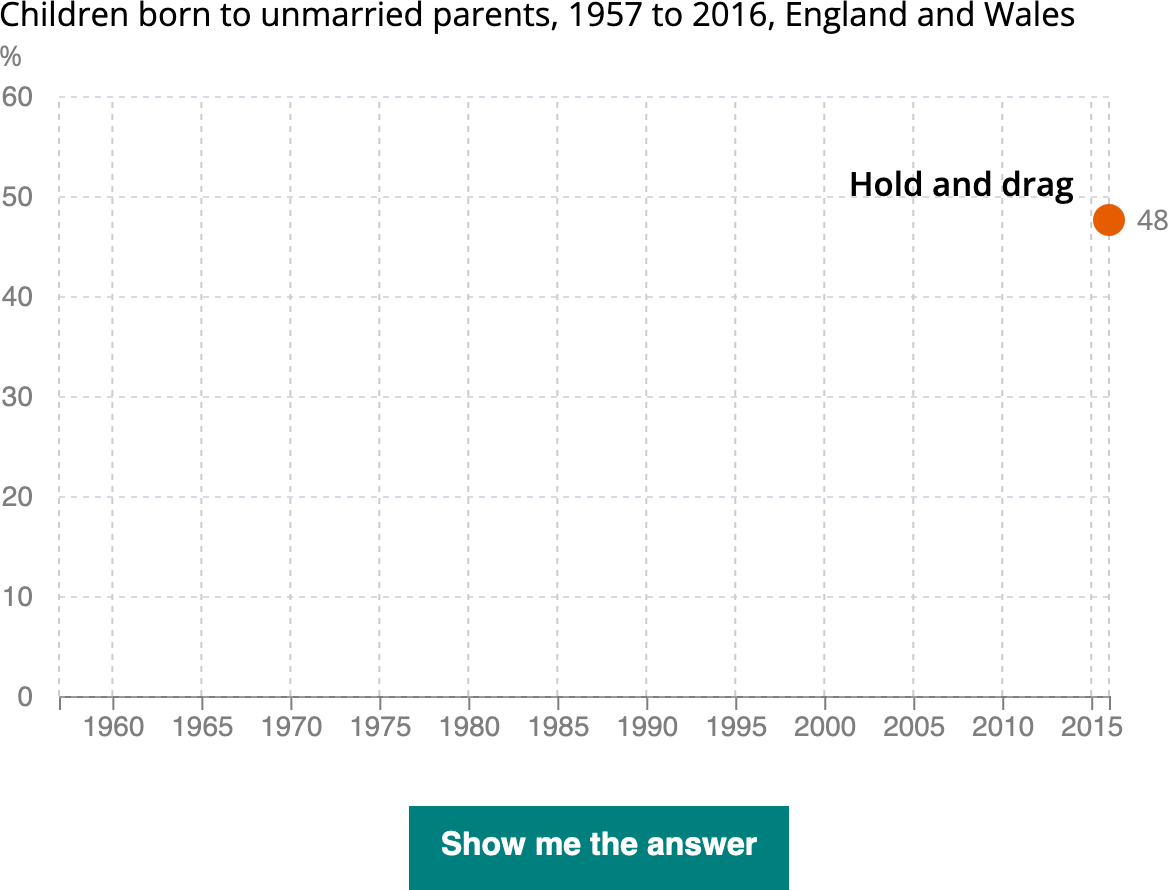 Children born to unmarried parents, 1957 to 2016, England and Wales
%
60
Hold and drag
50
48
40
30
20
10
0
1960 1965 1970 1975 1980 1985 1990 1995 2000 2005 2010 2015
Show me the answer